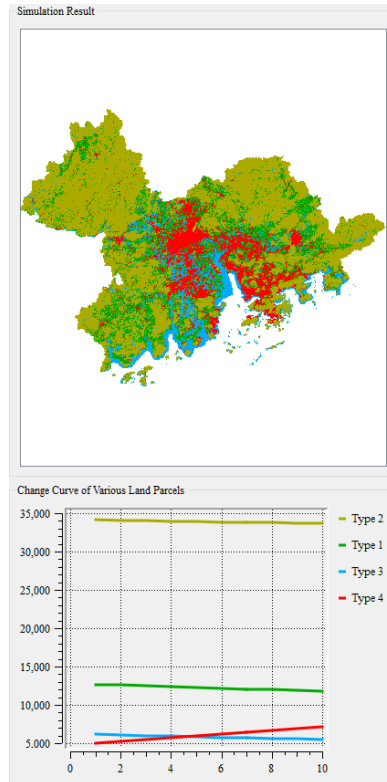 Simulation Result
Change Curve of Various Land Parcels
35,000
30,000
25,000
20,000
15,000
10,000
5,000
0 2 4 6 8 10
Type 2
Type 1
Type 3
Type 4